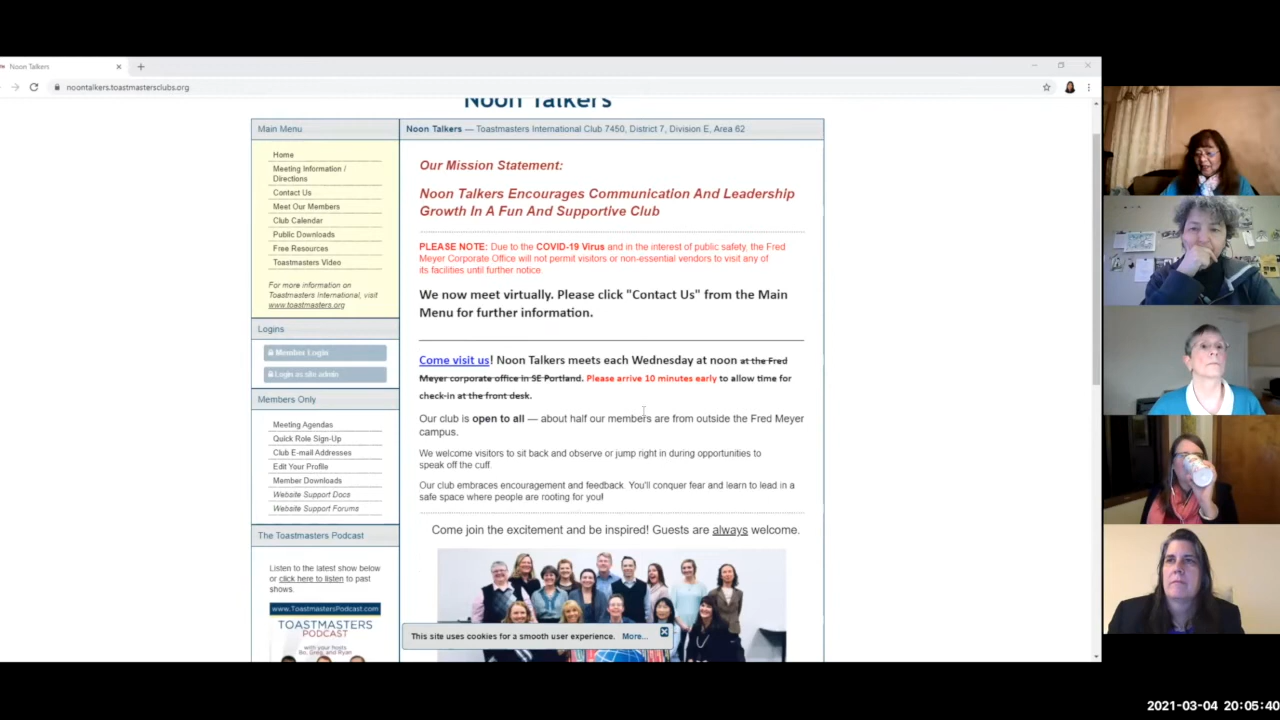 Noon Talkers
noontalkers.toastmastersclubs.org
Noon Talkers
Main Menu
Home
Meeting Information /
Directions
Contact Us
Meet Our Members
Club Calendar
Public Downloads
Free Resources
Toastmasters Video
For more information on
Toastmasters International, visit
www.toastmasters.org
Logins
Member Login
Login as site admin
Members Only
Meeting Agendas
Quick Role Sign-Up
Club E-mail Addresses
Edit Your Profile
Member Downloads
Website Support Docs
Website Support Forums
The Toastmasters Podcast
Listen to the latest show below
or click here to listen to past
shows.
www.ToastmastersPodcast.com
TOASTMASTERS
PODCAST
with your hosts
Bo, Greg, and Ryan
Noon Talkers — Toastmasters International Club 7450, District 7, Division E, Area 62
Our Mission Statement:
Noon Talkers Encourages Communication And Leadership
Growth In A Fun And Supportive Club
PLEASE NOTE: Due to the COVID-19 Virus and in the interest of public safety, the Fred
Meyer Corporate Office will not permit visitors or non-essential vendors to visit any of
its facilities until further notice.
We now meet virtually. Please click "Contact Us" from the Main
Menu for further information.
Come visit us! Noon Talkers meets each Wednesday at noon at the Fred
Meyer corporate office in SE Portland. Please arrive 10 minutes early to allow time for
check-in at the front desk.
Our club is open to all — about half our members are from outside the Fred Meyer
campus.
We welcome visitors to sit back and observe or jump right in during opportunities to
speak off the cuff.
Our club embraces encouragement and feedback. You'll conquer fear and learn to lead in a
safe space where people are rooting for you!
Come join the excitement and be inspired! Guests are always welcome.
This site uses cookies for a smooth user experience. More...
2021-03-04 20:05:40